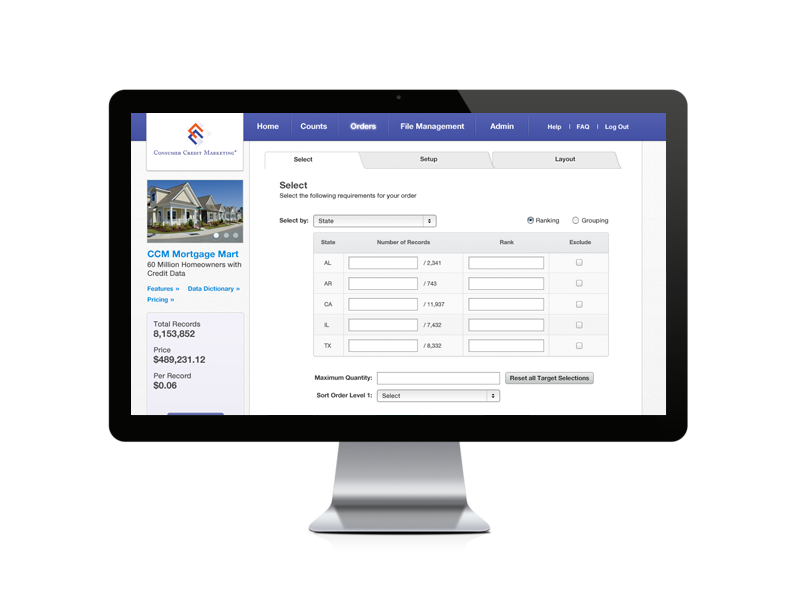 Home Counts Orders File Management Admin Help | FAQ | Log Out
CONSUMER CREDIT MARKETING®
Select Setup Layout
Select
Select the following requirements for your order
Select by: State Ranking Grouping
State Number of Records Rank Exclude
AL / 2,341
AR / 743
CA / 11,937
IL / 7,432
TX / 8,332
Maximum Quantity: Reset all Target Selections
Sort Order Level 1: Select
CCM Mortgage Mart
60 Million Homeowners with
Credit Data
Features » Data Dictionary »
Pricing »
Total Records
8,153,852
Price
$489,231.12
Per Record
$0.06